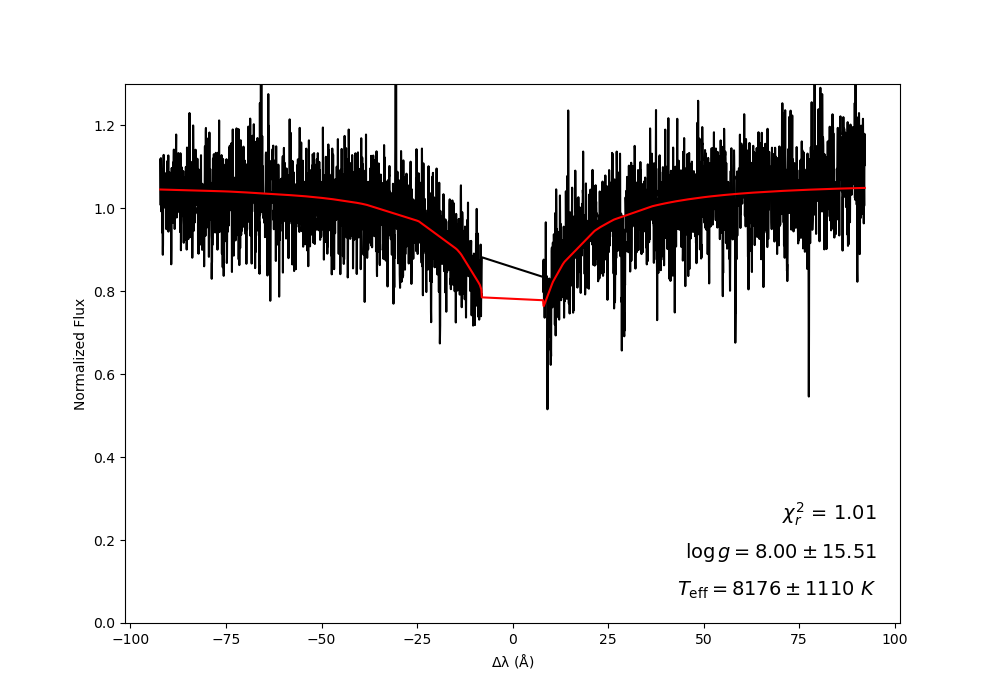 1.2
1.0
0.8
0.6
0.4
0.2
0.0
Normalized Flux
χ²ᵣ = 1.01
log g = 8.00 ± 15.51
T_eff = 8176 ± 1110 K
−100 −75 −50 −25 0 25 50 75 100
Δλ (Å)